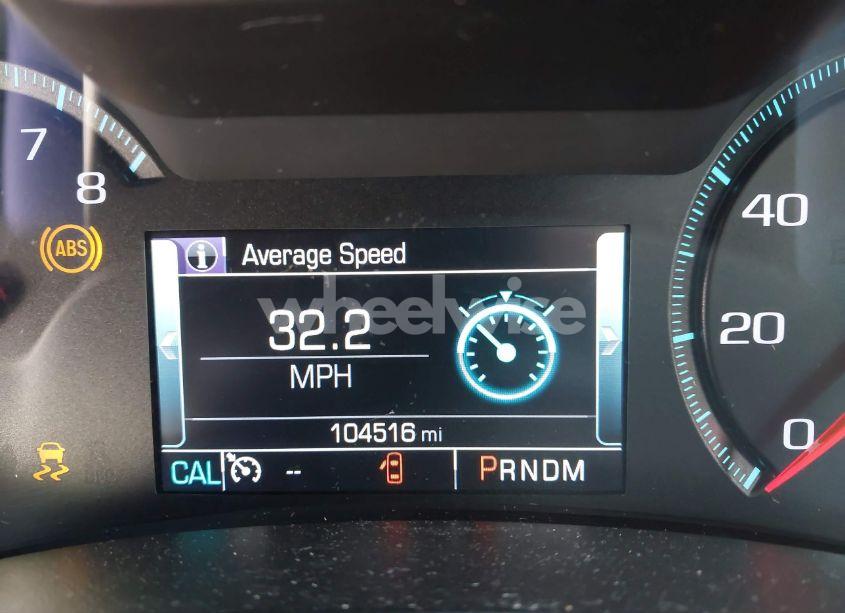 7
8
ABS
Average Speed
wheelwise
32.2
MPH
104516 mi
CAL -- PRNDM
40
20
0